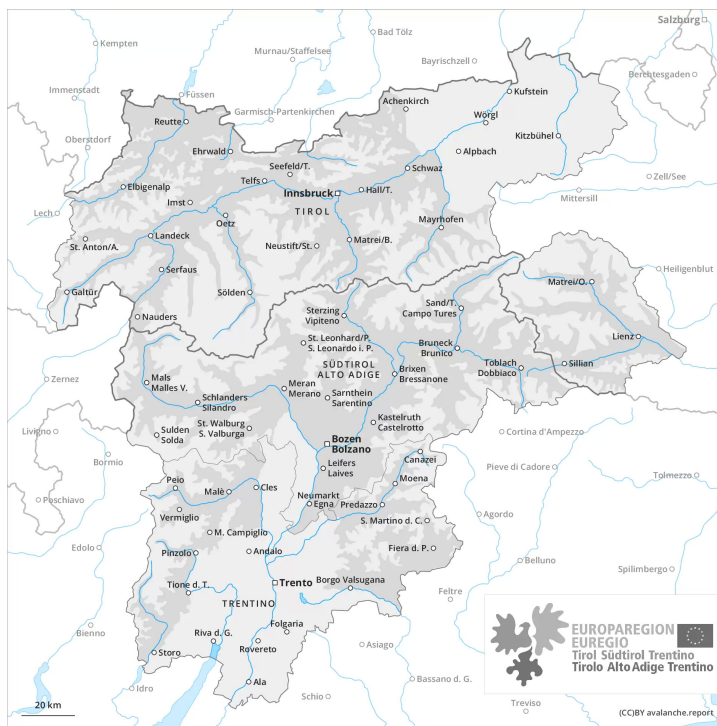 Salzburg
Kempten
Bad Tölz
Murnau/Staffelsee
Bayrischzell
Berchtesgaden
Immenstadt
Füssen
Kufstein
Garmisch-Partenkirchen
Achenkirch
Reutte
Wörgl
Kitzbühel
Oberstdorf
Ehrwald
Alpbach
Seefeld/T.
Schwaz
Telfs
Zell/See
Elbigenalp
Innsbruck
Hall/T.
Mittersill
Imst
TIROL
Lech
Oetz
Mayrhofen
Landeck
Matrei/B.
St. Anton/A.
Neustift/St.
Serfaus
Heiligenblut
Matrei/O.
Galtür
Sölden
Sand/T.
Campo Tures
Nauders
Sterzing
Vipiteno
Lienz
St. Leonhard/P.
S. Leonardo i. P.
Bruneck
Brunico
Toblach
Dobbiaco
Sillian
SÜDTIROL
ALTO ADIGE
Brixen
Bressanone
Zernez
Mals
Malles V.
Meran
Merano
Sarnthein
Sarentino
Schlanders
Silandro
Kastelruth
Castelrotto
St. Walburg
S. Valburga
Livigno
Sulden
Solda
Bozen
Bolzano
Cortina d'Ampezzo
Canazei
Bormio
Leifers
Laives
Pieve di Cadore
Tolmezzo
Moena
Peio
Malè
Cles
Neumarkt
Egna
Predazzo
Poschiavo
Vermiglio
Agordo
S. Martino d. C.
M. Campiglio
Edolo
Pinzolo
Andalo
Fiera d. P.
Belluno
Spilimbergo
Tione d. T.
Trento
Borgo Valsugana
Feltre
TRENTINO
Folgaria
Bienno
Riva d. G.
Rovereto
Asiago
Storo
Bassano d. G.
Ala
Idro
Schio
Treviso
EUROPAREGION
EUREGIO
Tirol Südtirol Trentino
Tirolo Alto Adige Trentino
20 km
(CC)BY avalanche.report